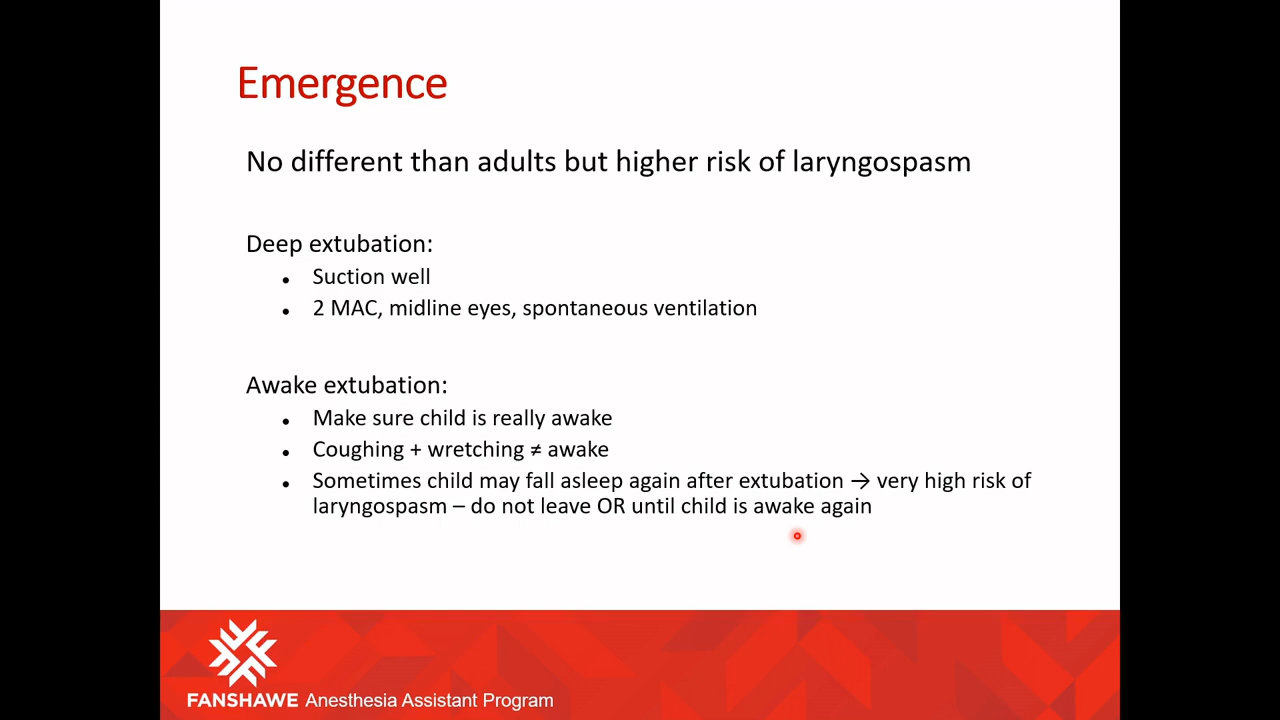 Emergence
No different than adults but higher risk of laryngospasm
Deep extubation:
• Suction well
• 2 MAC, midline eyes, spontaneous ventilation
Awake extubation:
• Make sure child is really awake
• Coughing + wretching ≠ awake
• Sometimes child may fall asleep again after extubation → very high risk of
laryngospasm – do not leave OR until child is awake again
FANSHAWE Anesthesia Assistant Program